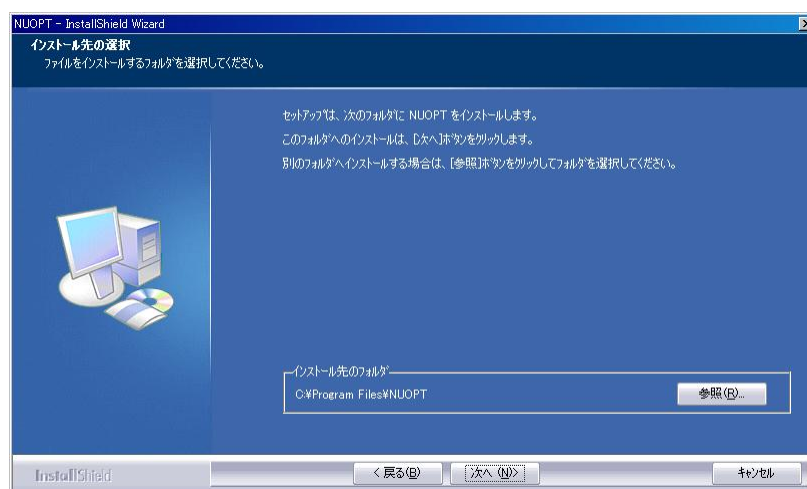 NUOPT - InstallShield Wizard
インストール先の選択
ファイルをインストールするフォルダを選択してください。
セットアップは、次のフォルダに NUOPT をインストールします。
このフォルダへのインストールは、[次へ]ボタンをクリックします。
別のフォルダへインストールする場合は、[参照]ボタンをクリックしてフォルダを選択してください。
インストール先のフォルダ
C:¥Program Files¥NUOPT
参照(R)...
InstallShield
< 戻る(B)
次へ (N)>
キャンセル